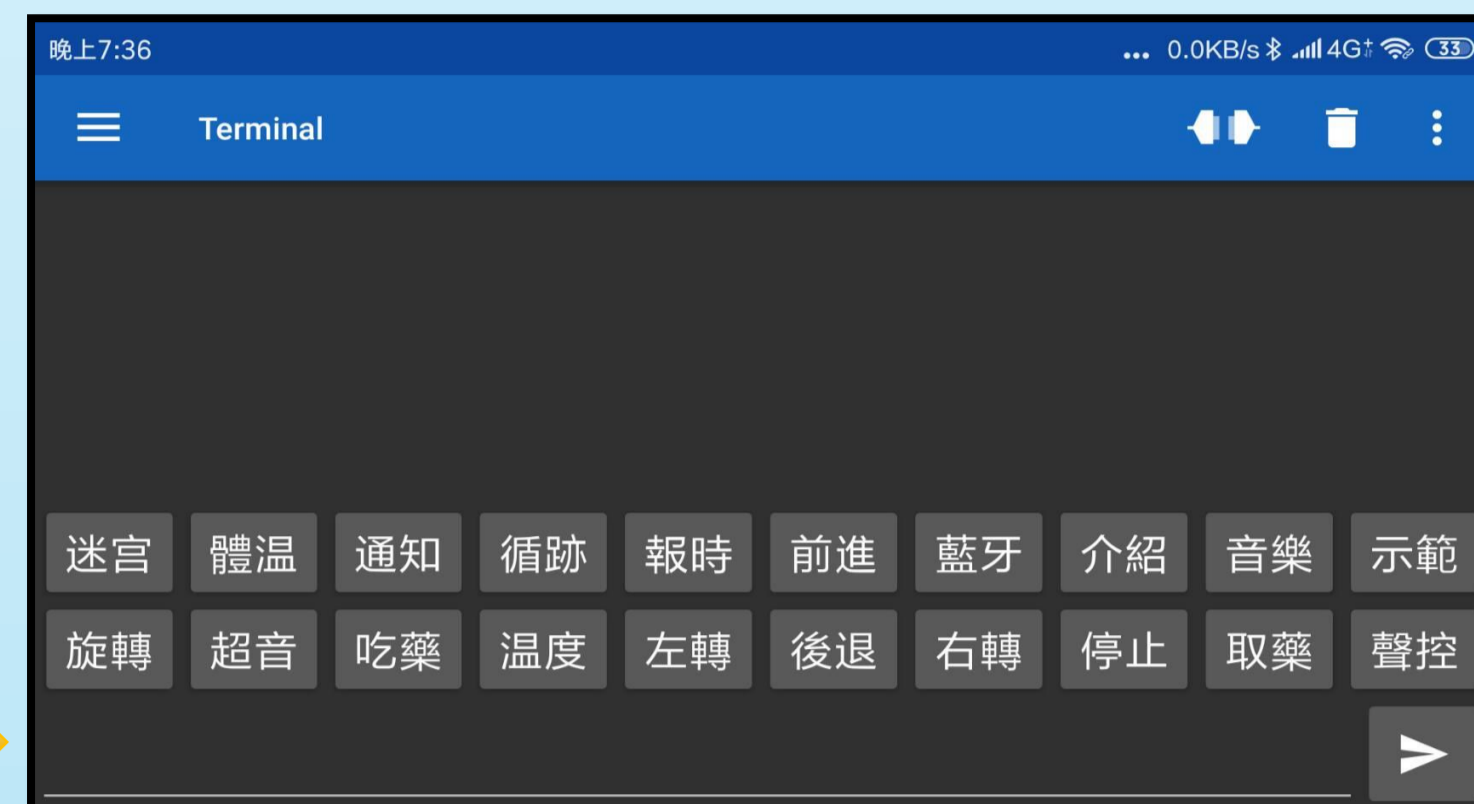 晚上7:36 ... 0.0KB/s 4G+ 33
Terminal
迷宮 體溫 通知 循跡 報時 前進 藍牙 介紹 音樂 示範
旋轉 超音 吃藥 溫度 左轉 後退 右轉 停止 取藥 聲控